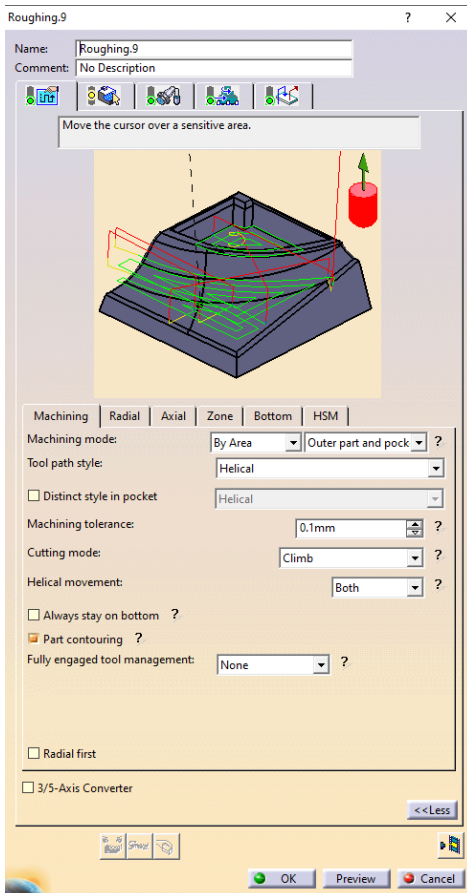 Roughing.9 ? ×
Name: Roughing.9
Comment: No Description
Move the cursor over a sensitive area.
Machining Radial Axial Zone Bottom HSM
Machining mode: By Area Outer part and pock ?
Tool path style: Helical
Distinct style in pocket Helical
Machining tolerance: 0.1mm ?
Cutting mode: Climb ?
Helical movement: Both ?
Always stay on bottom ?
Part contouring ?
Fully engaged tool management: None ?
Radial first
3/5-Axis Converter
<<Less
OK Preview Cancel